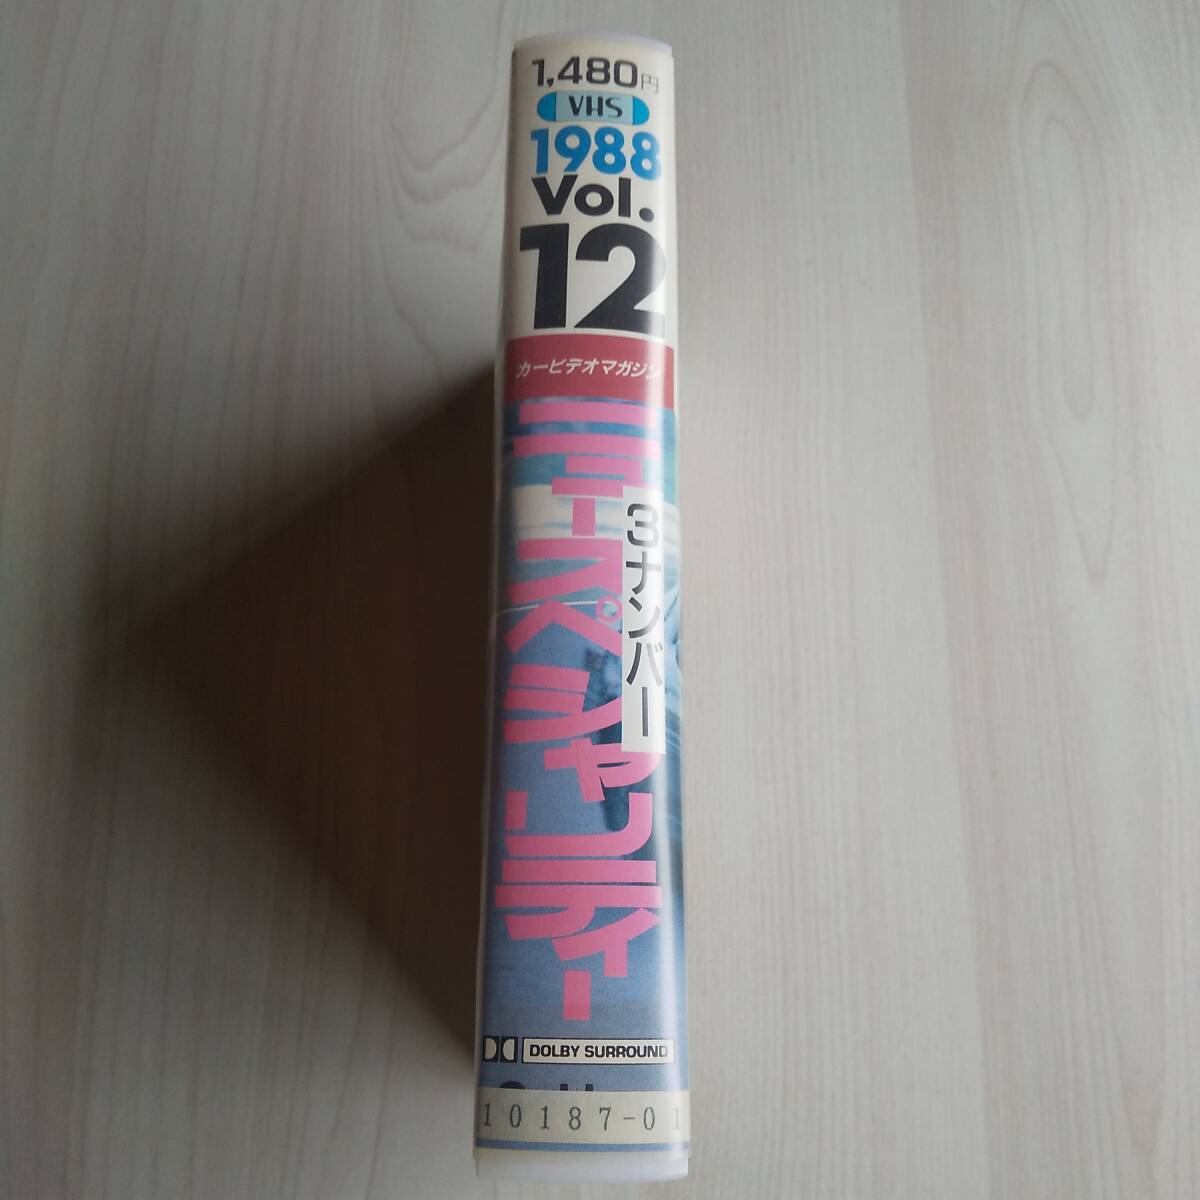 1,480円
VHS
1988
Vol.
12
カービデオマガジン
3ナンバー
ニュースペシャルティー
DOLBY SURROUND
10187-01